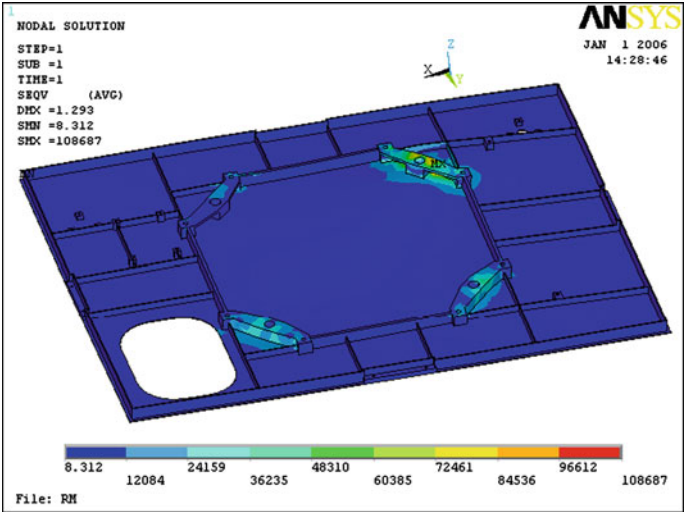 1
NODAL SOLUTION
STEP=1
SUB =1
TIME=1
SEQV (AVG)
DMX =1.293
SMN =8.312
SMX =108687
ANSYS
JAN 1 2006
14:28:46
Z
X
Y
MX
8.312 24159 48310 72461 96612
12084 36235 60385 84536 108687
File: RM